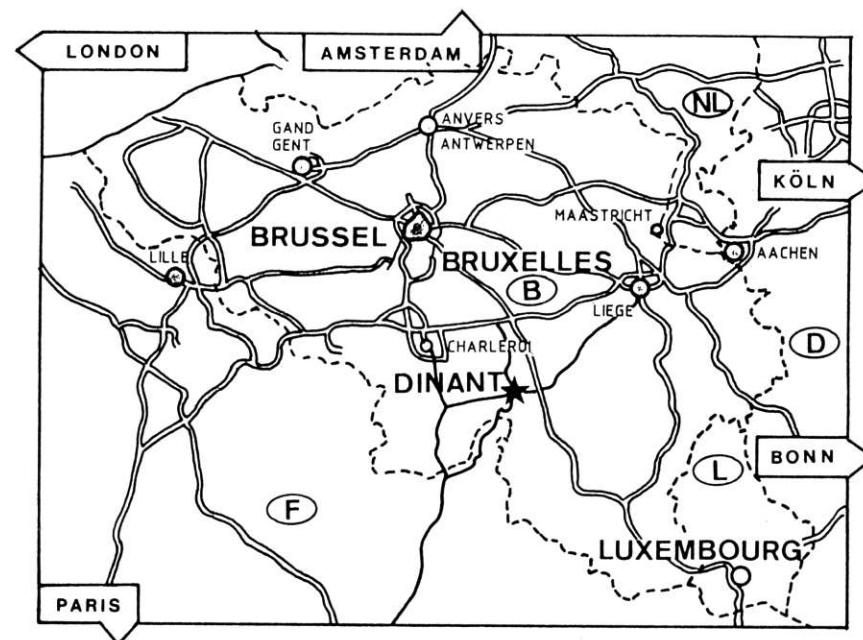 LONDON
AMSTERDAM
NL
ANVERS
ANTWERPEN
GAND
GENT
KÖLN
MAASTRICHT
BRUSSEL
BRUXELLES
AACHEN
LILLE
B
LIEGE
CHARLEROI
D
DINANT
BONN
L
F
LUXEMBOURG
PARIS